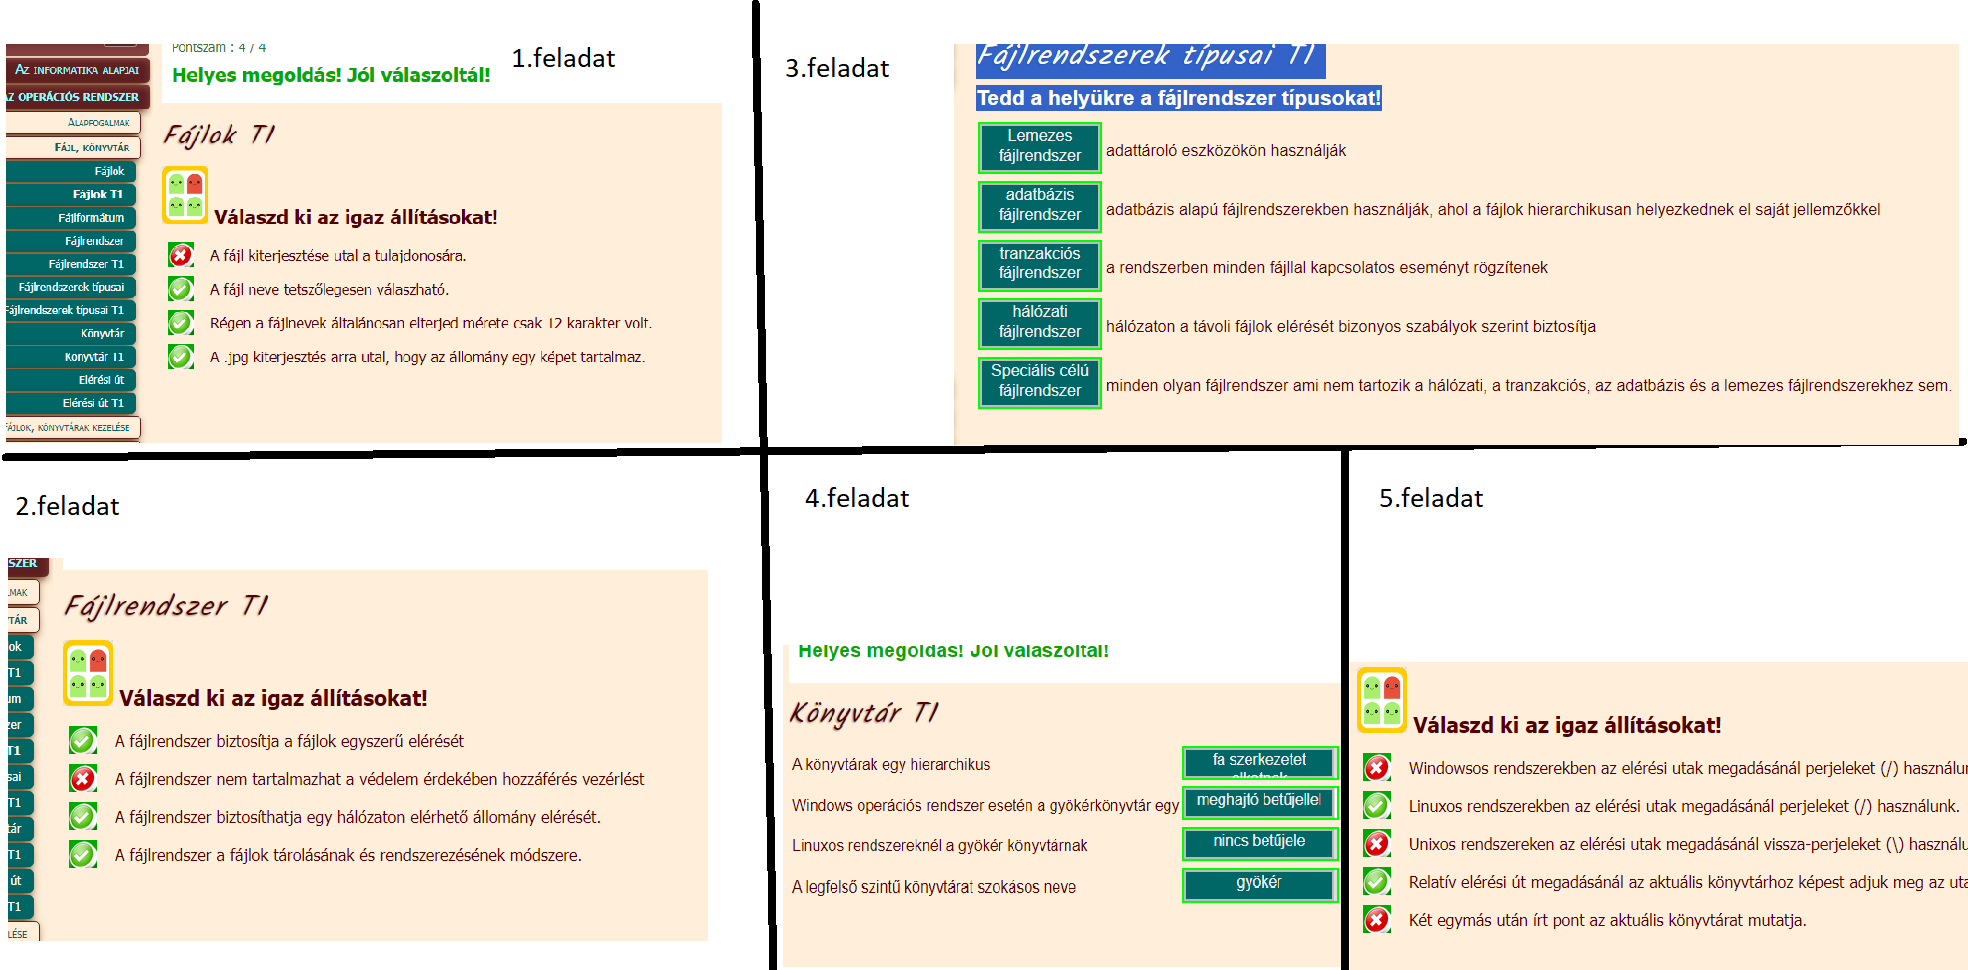 Pontszám : 4 / 4
Helyes megoldás! Jól válaszoltál!
1.feladat
Az informatika alapjai
Az operációs rendszer
Alapfogalmak
Fájl, könyvtár
Fájlok
Fájlok T1
Fájlformátum
Fájlrendszer
Fájlrendszer T1
Fájlrendszerek típusai
Fájlrendszerek típusai T1
Könyvtár
Könyvtár T1
Elérési út
Elérési út T1
Fájlok, könyvtárak kezelése
Fájlok T1
Válaszd ki az igaz állításokat!
A fájl kiterjesztése utal a tulajdonosára.
A fájl neve tetszőlegesen válaszható.
Régen a fájlnevek általánosan elterjed mérete csak 12 karakter volt.
A .jpg kiterjesztés arra utal, hogy az állomány egy képet tartalmaz.
3.feladat
Fájlrendszerek típusai T1
Tedd a helyükre a fájlrendszer típusokat!
Lemezes fájlrendszer adattároló eszközökön használják
adatbázis fájlrendszer adatbázis alapú fájlrendszerekben használják, ahol a fájlok hierarchikusan helyezkednek el saját jellemzőkkel
tranzakciós fájlrendszer a rendszerben minden fájllal kapcsolatos eseményt rögzítenek
hálózati fájlrendszer hálózaton a távoli fájlok elérését bizonyos szabályok szerint biztosítja
Speciális célú fájlrendszer minden olyan fájlrendszer ami nem tartozik a hálózati, a tranzakciós, az adatbázis és a lemezes fájlrendszerekhez sem.
2.feladat
SZER
LMAK
TÁR
ok
T1
um
zer
T1
sai
T1
tár
T1
út
T1
LÉSE
Fájlrendszer T1
Válaszd ki az igaz állításokat!
A fájlrendszer biztosítja a fájlok egyszerű elérését
A fájlrendszer nem tartalmazhat a védelem érdekében hozzáférés vezérlést
A fájlrendszer biztosíthatja egy hálózaton elérhető állomány elérését.
A fájlrendszer a fájlok tárolásának és rendszerezésének módszere.
4.feladat
Helyes megoldás! Jól válaszoltál!
Könyvtár T1
A könyvtárak egy hierarchikus fa szerkezetet alkotnak
Windows operációs rendszer esetén a gyökérkönyvtár egy meghajtó betűjellel
Linuxos rendszereknél a gyökér könyvtárnak nincs betűjele
A legfelső szintű könyvtárat szokásos neve gyökér
5.feladat
Válaszd ki az igaz állításokat!
Windowsos rendszerekben az elérési utak megadásánál perjeleket (/) használun
Linuxos rendszerekben az elérési utak megadásánál perjeleket (/) használunk.
Unixos rendszereken az elérési utak megadásánál vissza-perjeleket (\) használu
Relatív elérési út megadásánál az aktuális könyvtárhoz képest adjuk meg az uta
Két egymás után írt pont az aktuális könyvtárat mutatja.